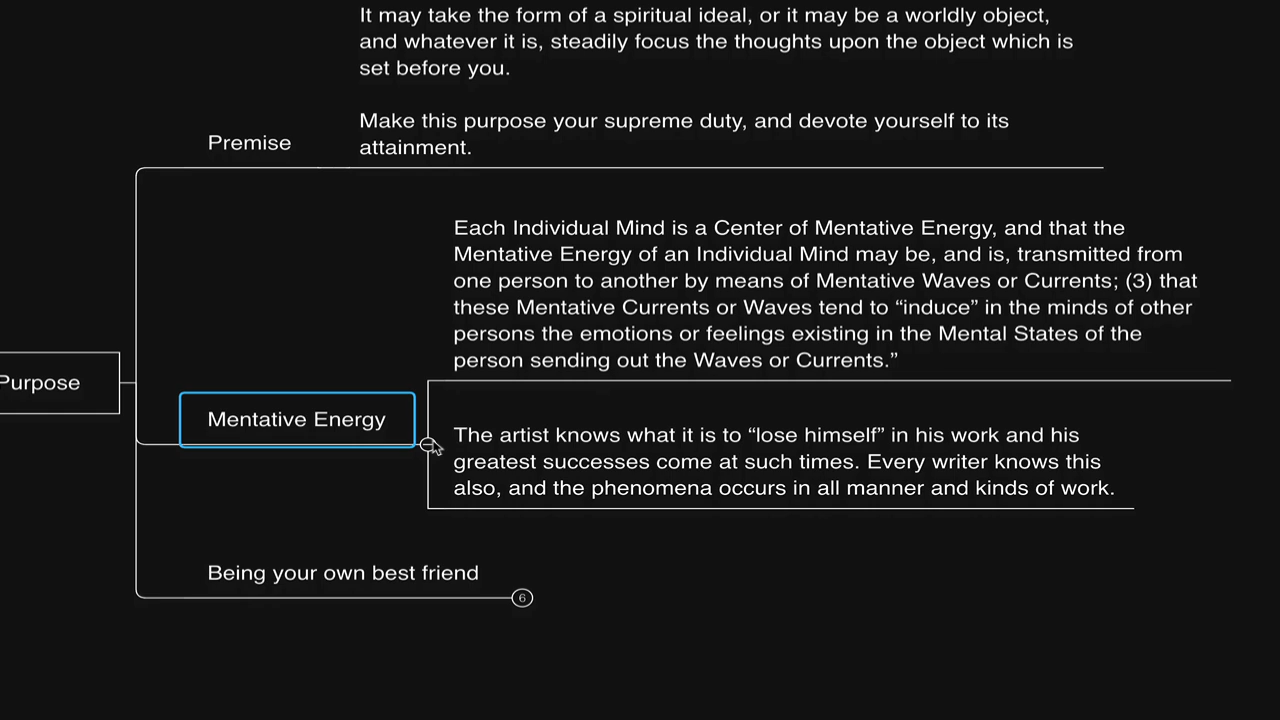 It may take the form of a spiritual ideal, or it may be a worldly object,
and whatever it is, steadily focus the thoughts upon the object which is
set before you.
Make this purpose your supreme duty, and devote yourself to its
attainment.
Premise
Each Individual Mind is a Center of Mentative Energy, and that the
Mentative Energy of an Individual Mind may be, and is, transmitted from
one person to another by means of Mentative Waves or Currents; (3) that
these Mentative Currents or Waves tend to “induce” in the minds of other
persons the emotions or feelings existing in the Mental States of the
person sending out the Waves or Currents.”
Purpose
Mentative Energy
The artist knows what it is to “lose himself” in his work and his
greatest successes come at such times. Every writer knows this
also, and the phenomena occurs in all manner and kinds of work.
Being your own best friend
6